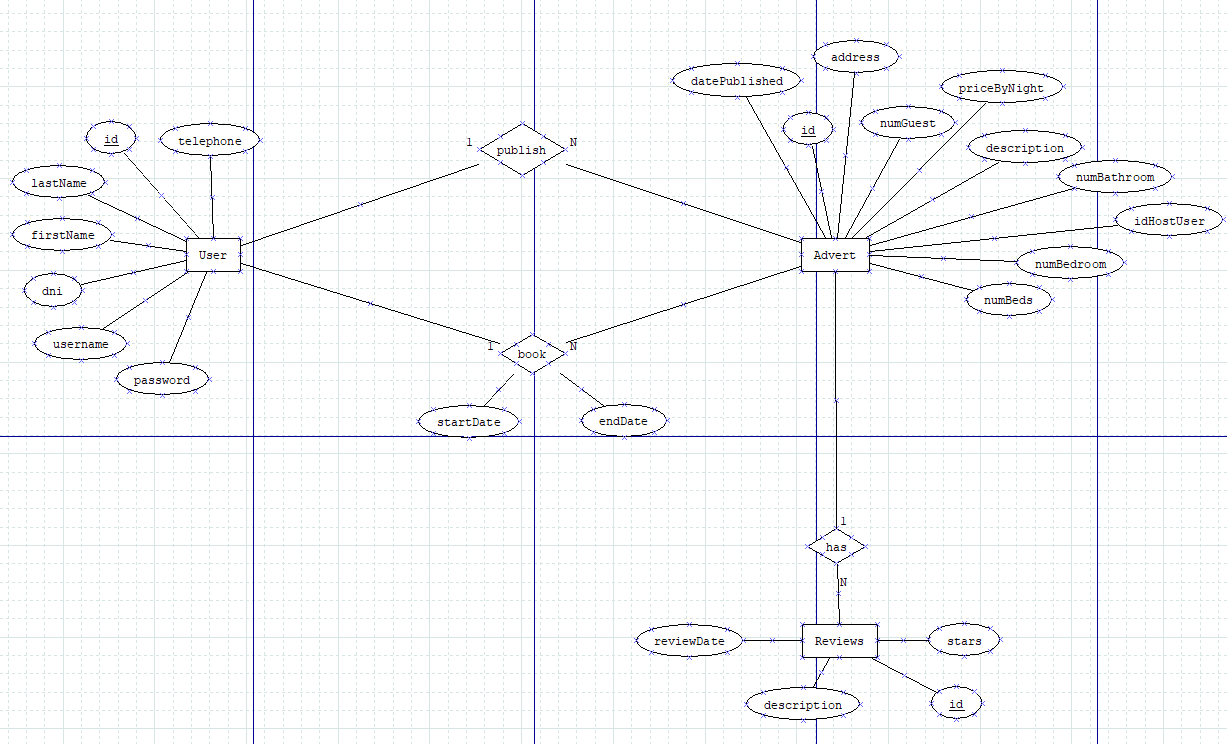 address
datePublished
priceByNight
id
numGuest
id
telephone
1
publish
N
description
lastName
numBathroom
firstName
idHostUser
User
Advert
numBedroom
dni
numBeds
username
1
book
N
password
startDate
endDate
1
has
N
reviewDate
Reviews
stars
description
id